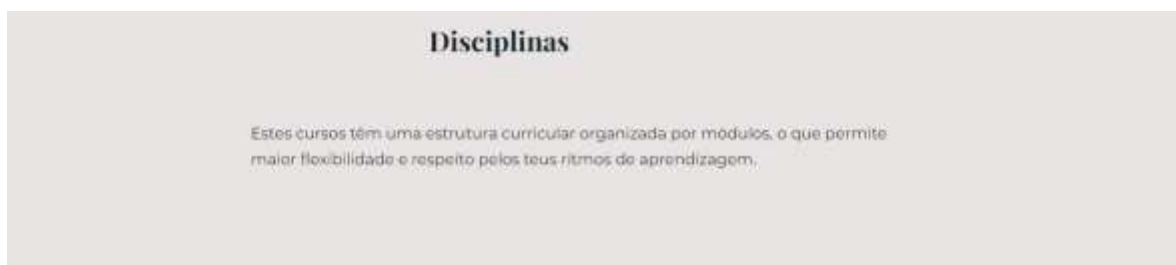 Disciplinas
Estes cursos têm uma estrutura curricular organizada por módulos, o que permite
maior flexibilidade e respeito pelos teus ritmos de aprendizagem.